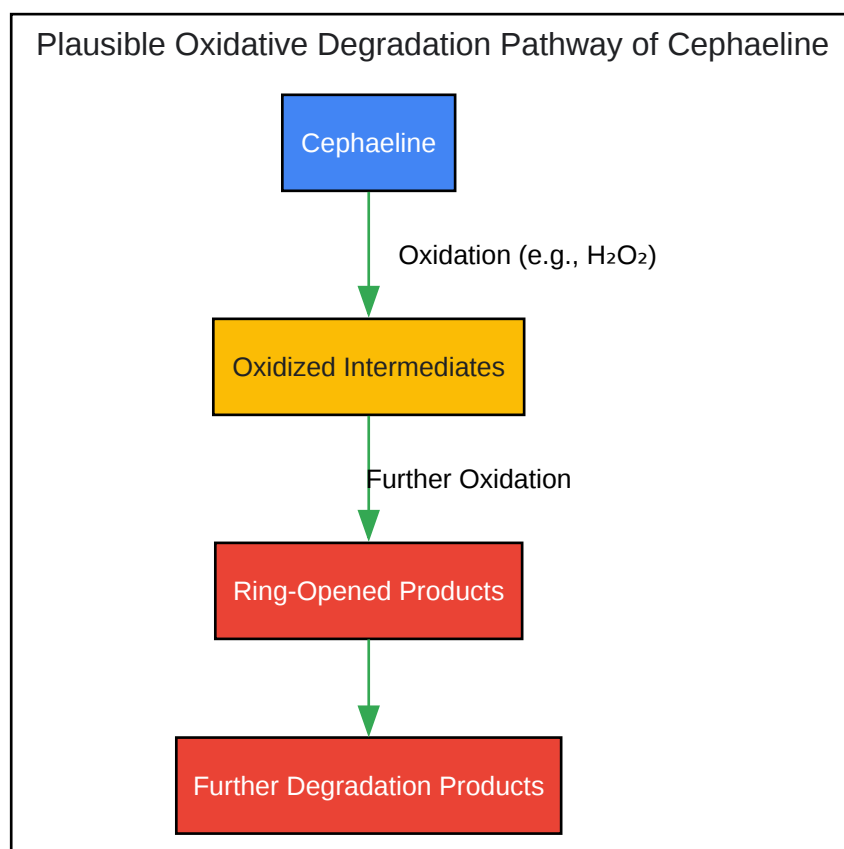 Plausible Oxidative Degradation Pathway of Cephaeline
Cephaeline
Oxidation (e.g., H₂O₂)
Oxidized Intermediates
Further Oxidation
Ring-Opened Products
Further Degradation Products